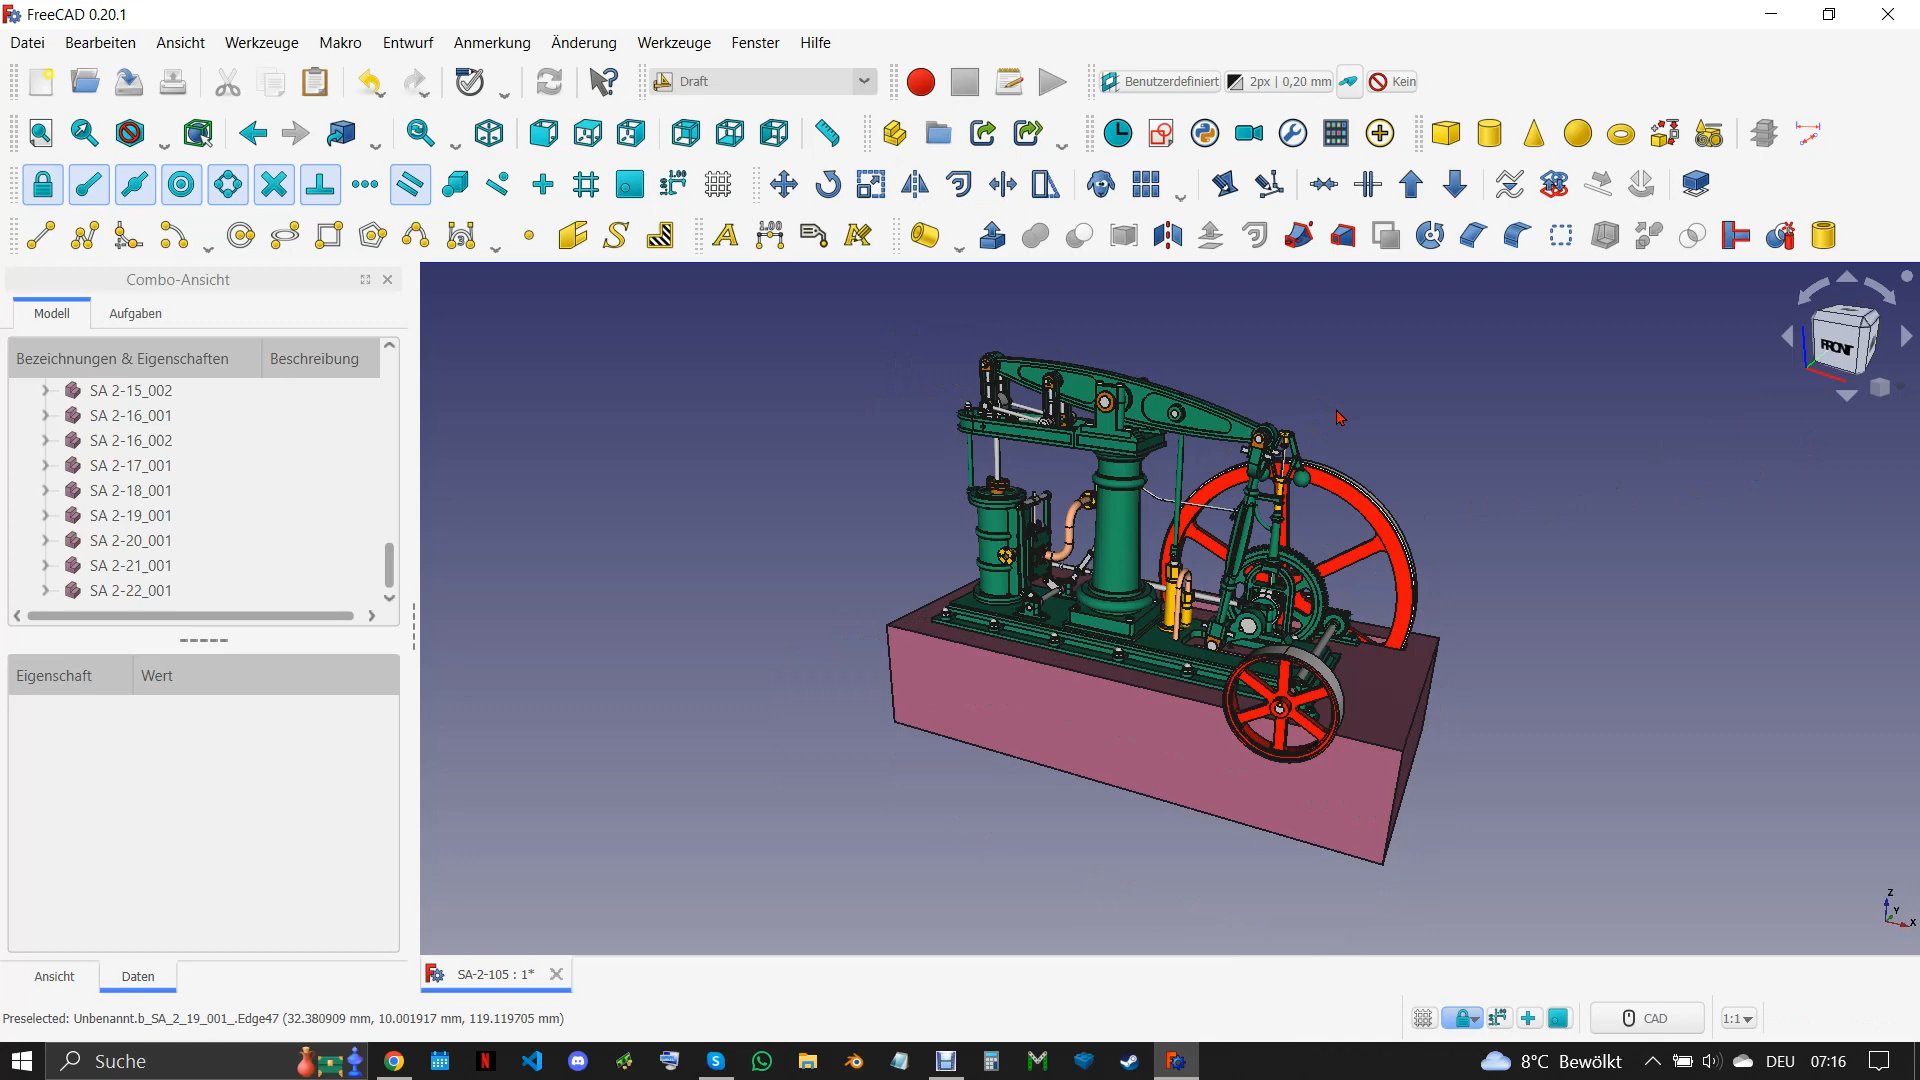 FreeCAD 0.20.1
Datei Bearbeiten Ansicht Werkzeuge Makro Entwurf Anmerkung Änderung Werkzeuge Fenster Hilfe
Draft Benutzerdefiniert 2px | 0,20 mm Kein
1.00
Combo-Ansicht
Modell Aufgaben
Bezeichnungen & Eigenschaften Beschreibung
SA 2-15_002
SA 2-16_001
SA 2-16_002
SA 2-17_001
SA 2-18_001
SA 2-19_001
SA 2-20_001
SA 2-21_001
SA 2-22_001
Eigenschaft Wert
FRONT
Z
Y
X
Ansicht Daten
SA-2-105 : 1*
Preselected: Unbenannt.b_SA_2_19_001_.Edge47 (32.380909 mm, 10.001917 mm, 119.119705 mm)
CAD 1:1
Suche
8°C Bewölkt DEU 07:16